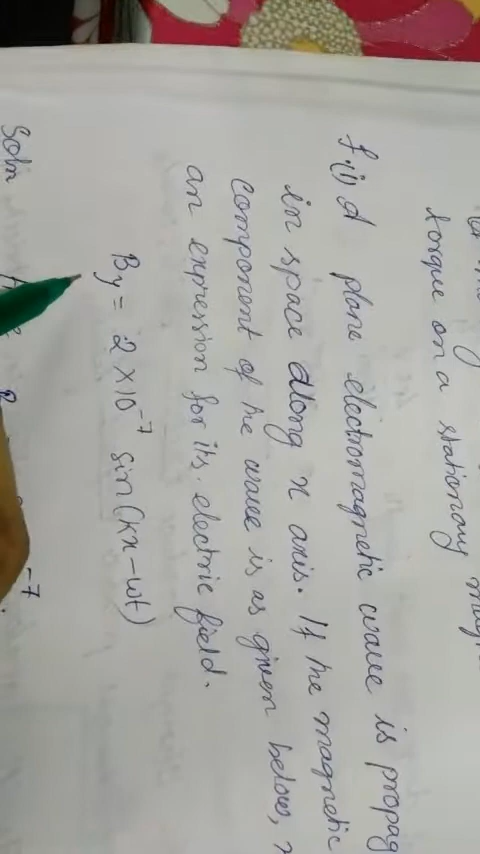 torque on a stationary
f.(i) A plane electromagnetic wave is propag
in space along x axis. If the magnetic
component of the wave is as given below,
an expression for its electric field.
By = 2 × 10⁻⁷ sin(kx-wt)
Soln
-7